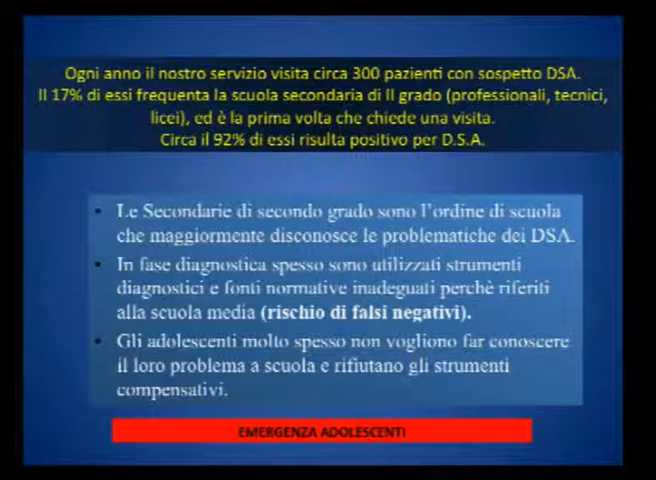 Ogni anno il nostro servizio visita circa 300 pazienti con sospetto DSA.
Il 17% di essi frequenta la scuola secondaria di II grado (professionali, tecnici,
licei), ed è la prima volta che chiede una visita.
Circa il 92% di essi risulta positivo per D.S.A.
• Le Secondarie di secondo grado sono l'ordine di scuola
che maggiormente disconosce le problematiche dei DSA.
• In fase diagnostica spesso sono utilizzati strumenti
diagnostici e fonti normative inadeguati perchè riferiti
alla scuola media (rischio di falsi negativi).
• Gli adolescenti molto spesso non vogliono far conoscere
il loro problema a scuola e rifiutano gli strumenti
compensativi.
EMERGENZA ADOLESCENTI